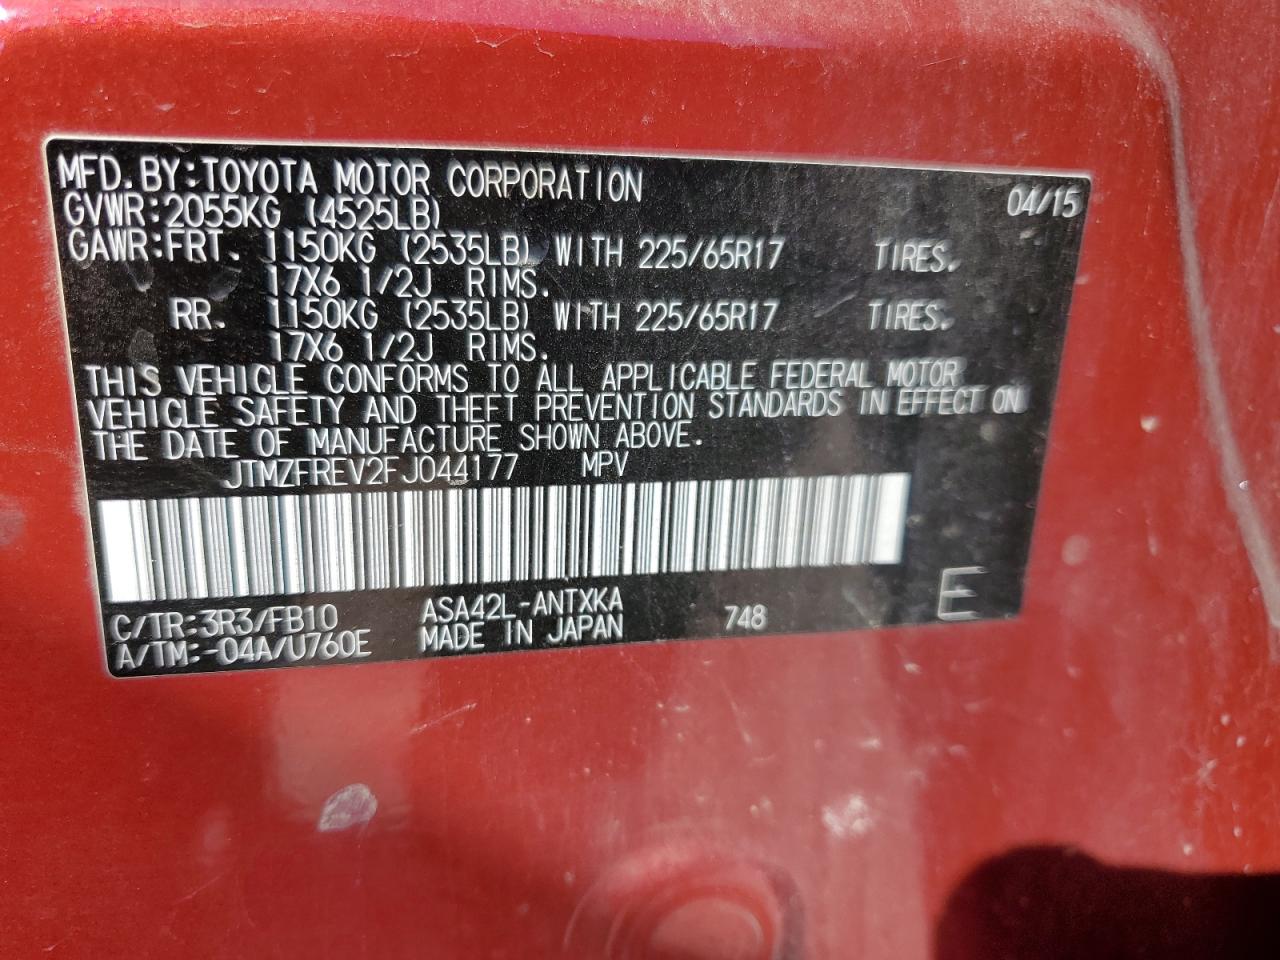 MFD.BY:TOYOTA MOTOR CORPORATION 04/15
GVWR:2055KG (4525LB)
GAWR:FRT. 1150KG (2535LB) WITH 225/65R17 TIRES.
17X6 1/2J RIMS.
RR. 1150KG (2535LB) WITH 225/65R17 TIRES.
17X6 1/2J RIMS.
THIS VEHICLE CONFORMS TO ALL APPLICABLE FEDERAL MOTOR
VEHICLE SAFETY AND THEFT PREVENTION STANDARDS IN EFFECT ON
THE DATE OF MANUFACTURE SHOWN ABOVE.
JTMZFREV2FJ044177 MPV
C/TR:3R3/FB10 ASA42L-ANTXKA 748 E
A/TM:-04A/U760E MADE IN JAPAN